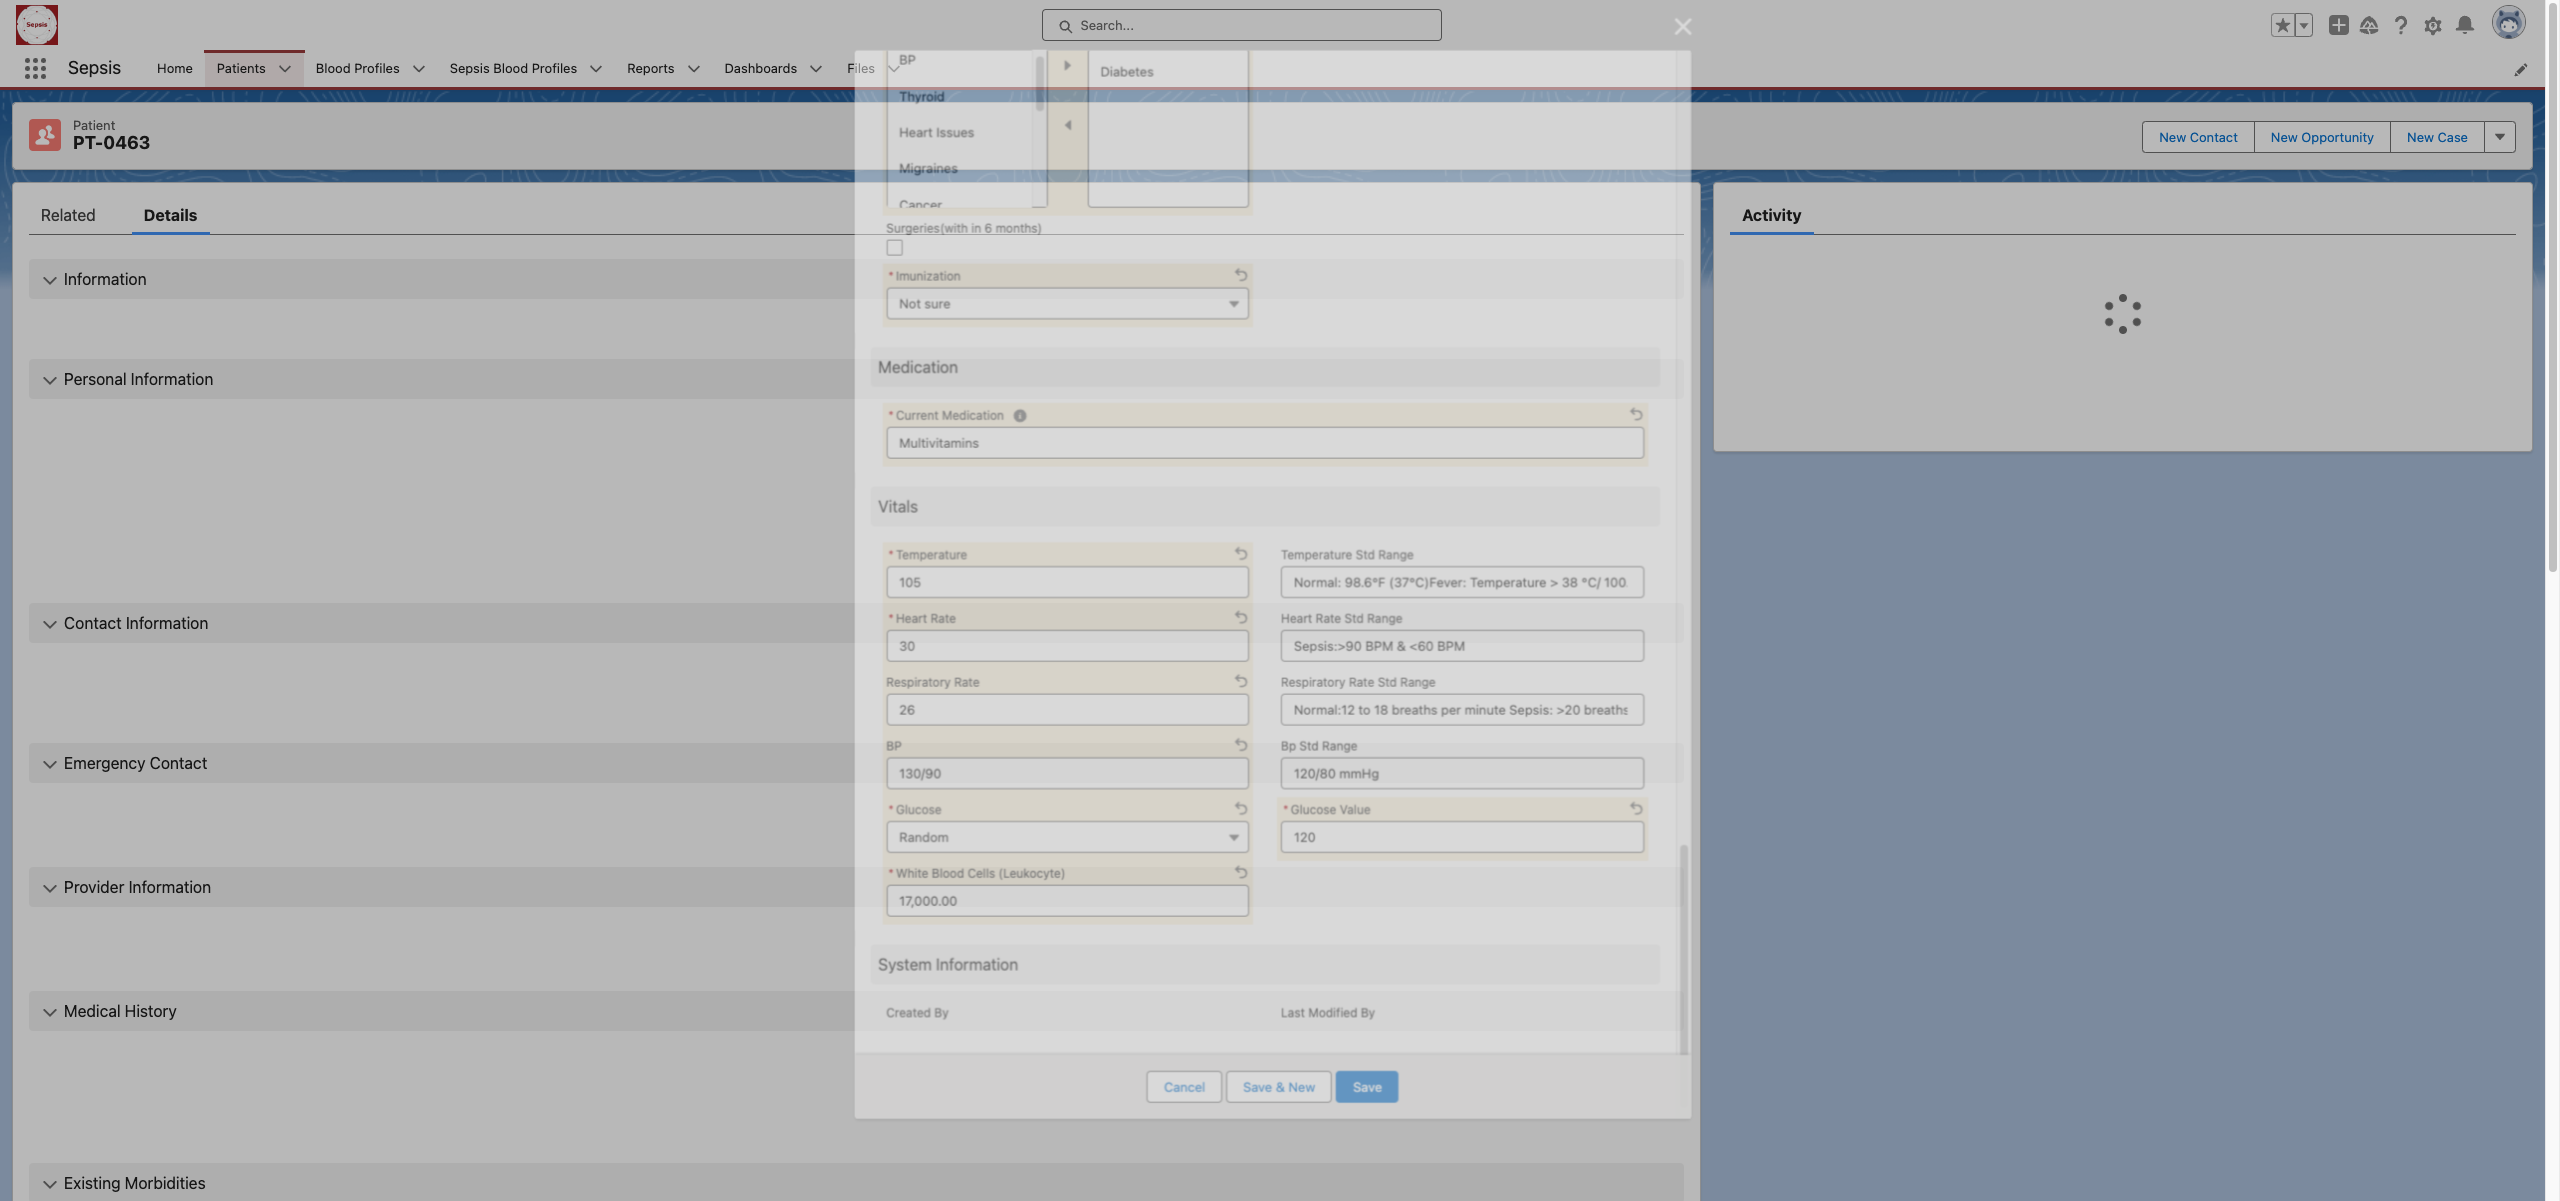 Sepsis
Search...
Sepsis
Home
Patients
Blood Profiles
Sepsis Blood Profiles
Reports
Dashboards
Files
Patient
PT-0463
New Contact
New Opportunity
New Case
Related
Details
Activity
Information
Personal Information
Contact Information
Emergency Contact
Provider Information
Medical History
Existing Morbidities
BP
Thyroid
Heart Issues
Migraines
Cancer
Diabetes
Surgeries(with in 6 months)
* Imunization
Not sure
Medication
* Current Medication
Multivitamins
Vitals
* Temperature
105
Temperature Std Range
Normal: 98.6°F (37°C)Fever: Temperature > 38 °C/ 100.
* Heart Rate
30
Heart Rate Std Range
Sepsis:>90 BPM & <60 BPM
Respiratory Rate
26
Respiratory Rate Std Range
Normal:12 to 18 breaths per minute Sepsis: >20 breaths
BP
130/90
Bp Std Range
120/80 mmHg
* Glucose
Random
* Glucose Value
120
* White Blood Cells (Leukocyte)
17,000.00
System Information
Created By
Last Modified By
Cancel
Save & New
Save